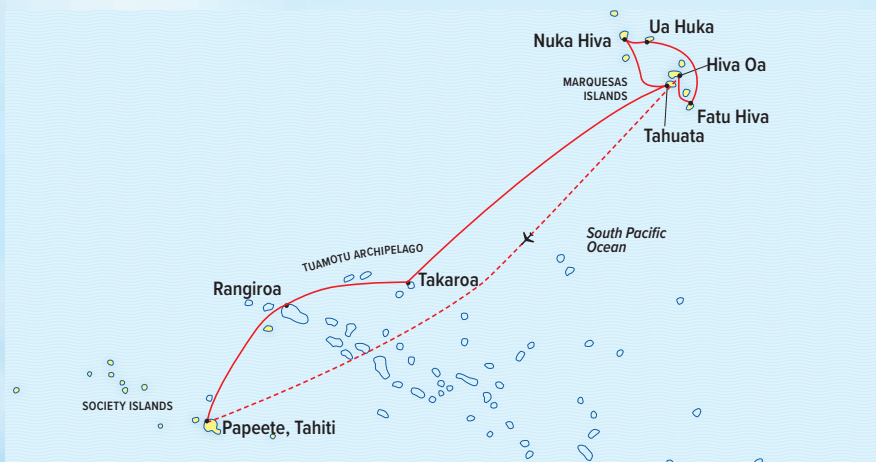 Ua Huka
Nuka Hiva
Hiva Oa
MARQUESAS
ISLANDS
Fatu Hiva
Tahuata
South Pacific
Ocean
TUAMOTU ARCHIPELAGO
Takaroa
Rangiroa
SOCIETY ISLANDS
Papeete, Tahiti